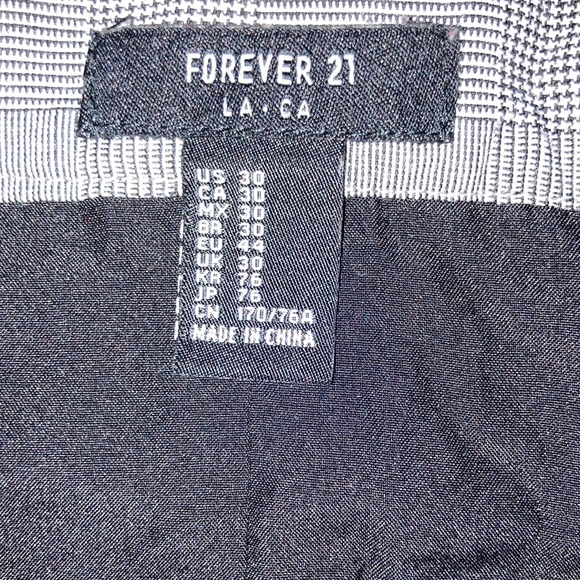 FOREVER 21
LA · CA
US 30
CA 30
MX 30
BR 30
EU 44
UK 30
KR 76
JP 76
CN 170/76A
MADE IN CHINA